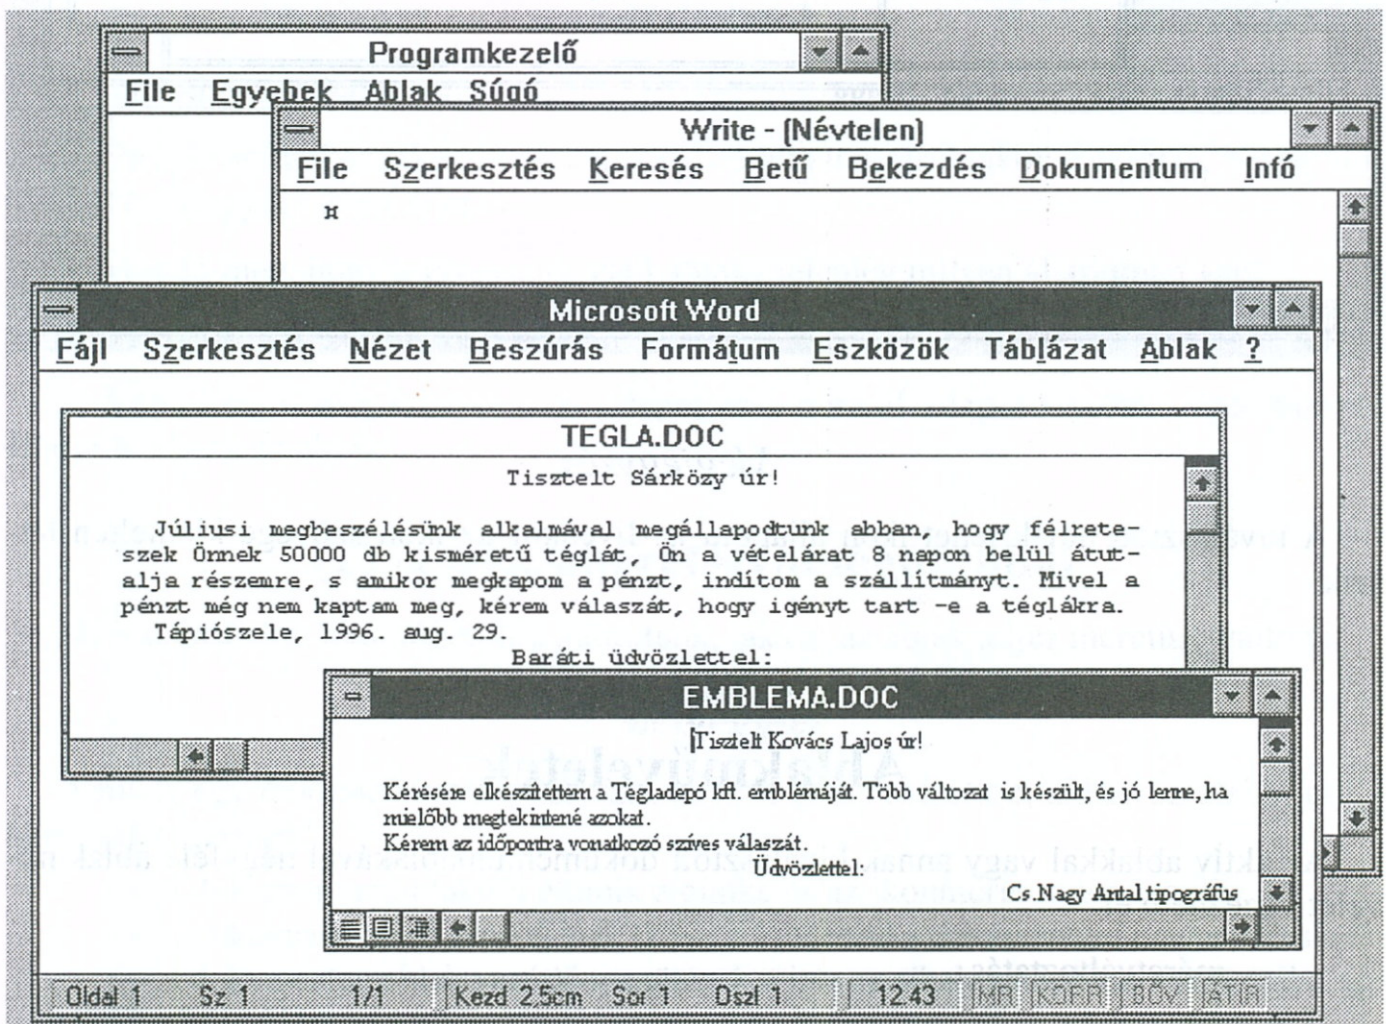 Programkezelő
File Egyebek Ablak Súgó
Write - (Névtelen)
File Szerkesztés Keresés Betű Bekezdés Dokumentum Infó
¤
Microsoft Word
Fájl Szerkesztés Nézet Beszúrás Formátum Eszközök Táblázat Ablak ?
TEGLA.DOC
Tisztelt Sárközy úr!
Júliusi megbeszélésünk alkalmával megállapodtunk abban, hogy félrete-
szek Önnek 50000 db kisméretű téglát, Ön a vételárat 8 napon belül átut-
alja részemre, s amikor megkapom a pénzt, indítom a szállítmányt. Mivel a
pénzt még nem kaptam meg, kérem válaszát, hogy igényt tart -e a téglákra.
Tápiószele, 1996. aug. 29.
Baráti üdvözlettel:
EMBLEMA.DOC
Tisztelt Kovács Lajos úr!
Kérésére elkészítettem a Tégladepó kft. emblémáját. Több változat is készült, és jó lenne, ha
mielőbb megtekintené azokat.
Kérem az időpontra vonatkozó szíves válaszát.
Üdvözlettel:
Cs.Nagy Antal tipográfus
Oldal 1 Sz 1 1/1 Kezd 2,5cm Sor 1 Oszl 1 12.43 MR KORR BŐV ÁTÍR